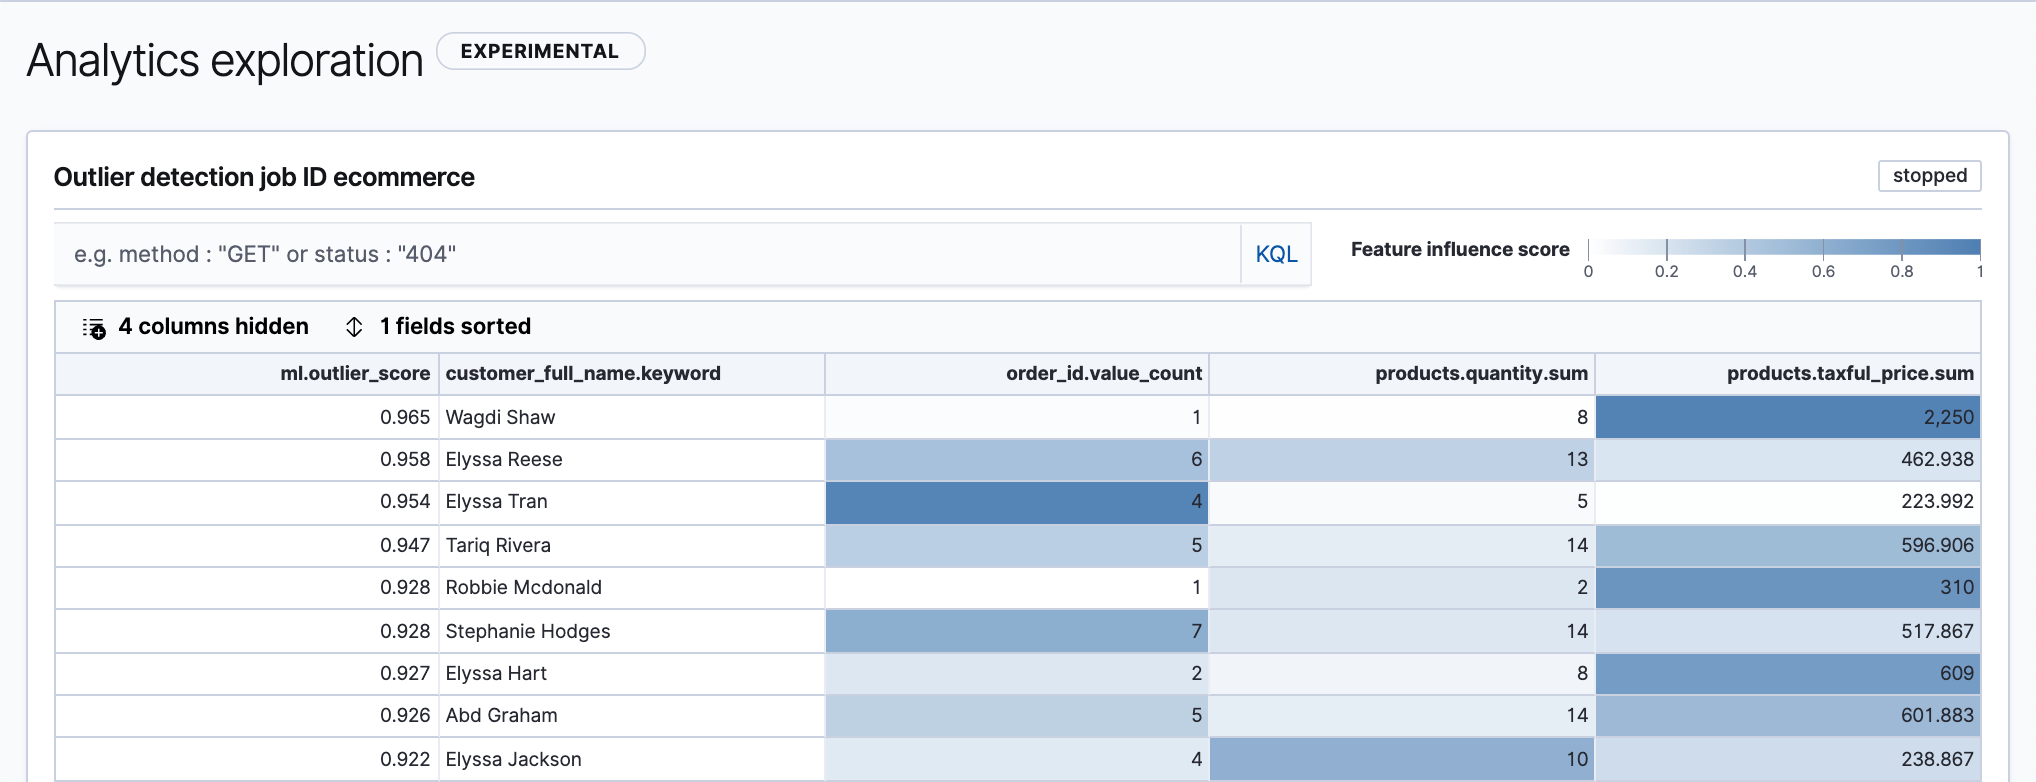 Analytics exploration EXPERIMENTAL
Outlier detection job ID ecommerce stopped
e.g. method : "GET" or status : "404" KQL Feature influence score
0 0.2 0.4 0.6 0.8 1
4 columns hidden 1 fields sorted
ml.outlier_score customer_full_name.keyword order_id.value_count products.quantity.sum products.taxful_price.sum
0.965 Wagdi Shaw 1 8 2,250
0.958 Elyssa Reese 6 13 462.938
0.954 Elyssa Tran 4 5 223.992
0.947 Tariq Rivera 5 14 596.906
0.928 Robbie Mcdonald 1 2 310
0.928 Stephanie Hodges 7 14 517.867
0.927 Elyssa Hart 2 8 609
0.926 Abd Graham 5 14 601.883
0.922 Elyssa Jackson 4 10 238.867